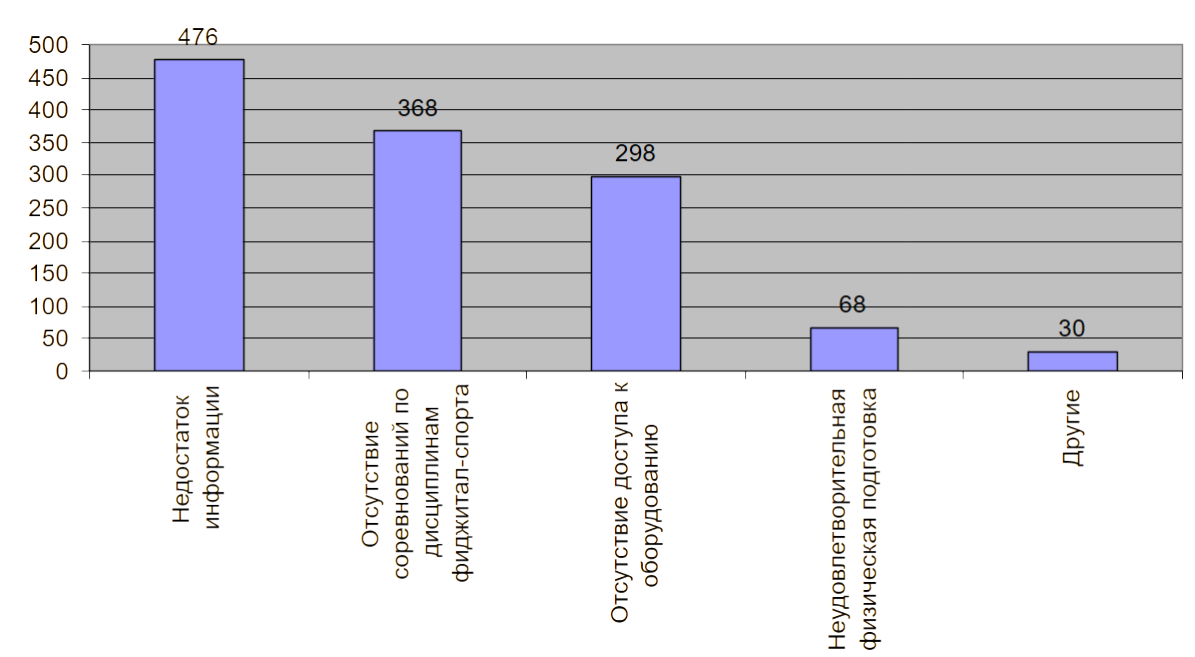 476
368
298
68
30
500
450
400
350
300
250
200
150
100
50
0
Недостаток
информации
Отсутствие
соревнований по
дисциплинам
фиджитал-спорта
Отсутствие доступа к
оборудованию
Неудовлетворительная
физическая подготовка
Другие